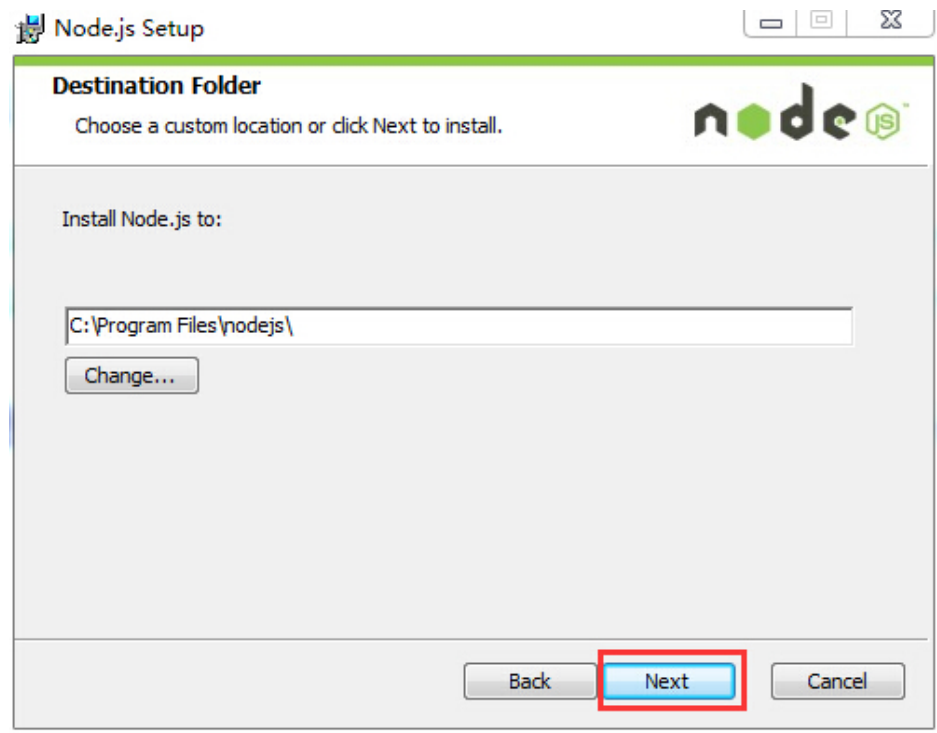 Node.js Setup
Destination Folder
Choose a custom location or click Next to install.
node JS
Install Node.js to:
C:\Program Files\nodejs\
Change...
Back Next Cancel